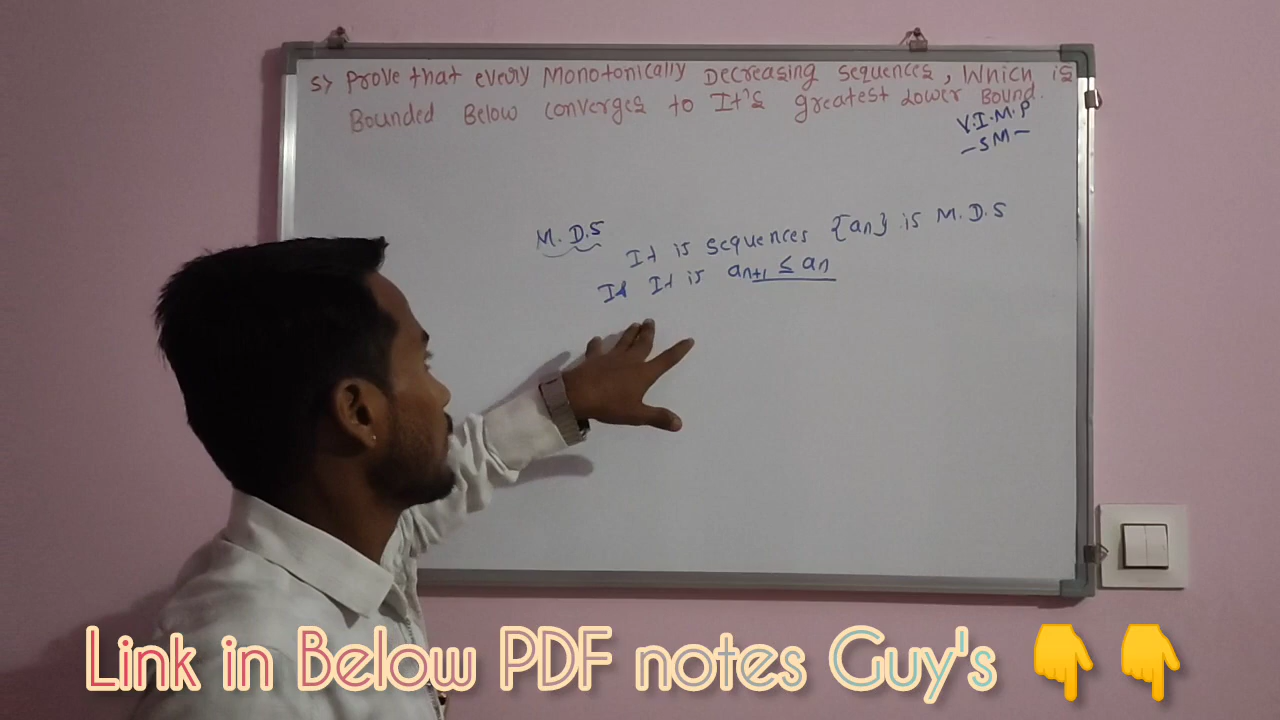 5) Prove that every Monotonically Decreasing sequences, Which is
Bounded Below converges to It's greatest Lower Bound.
V.I.M.P
-5M-
M.D.S
It is sequences {an} is M.D.S
If It is an+1 ≤ an
Link in Below PDF notes Guy's 👇👇